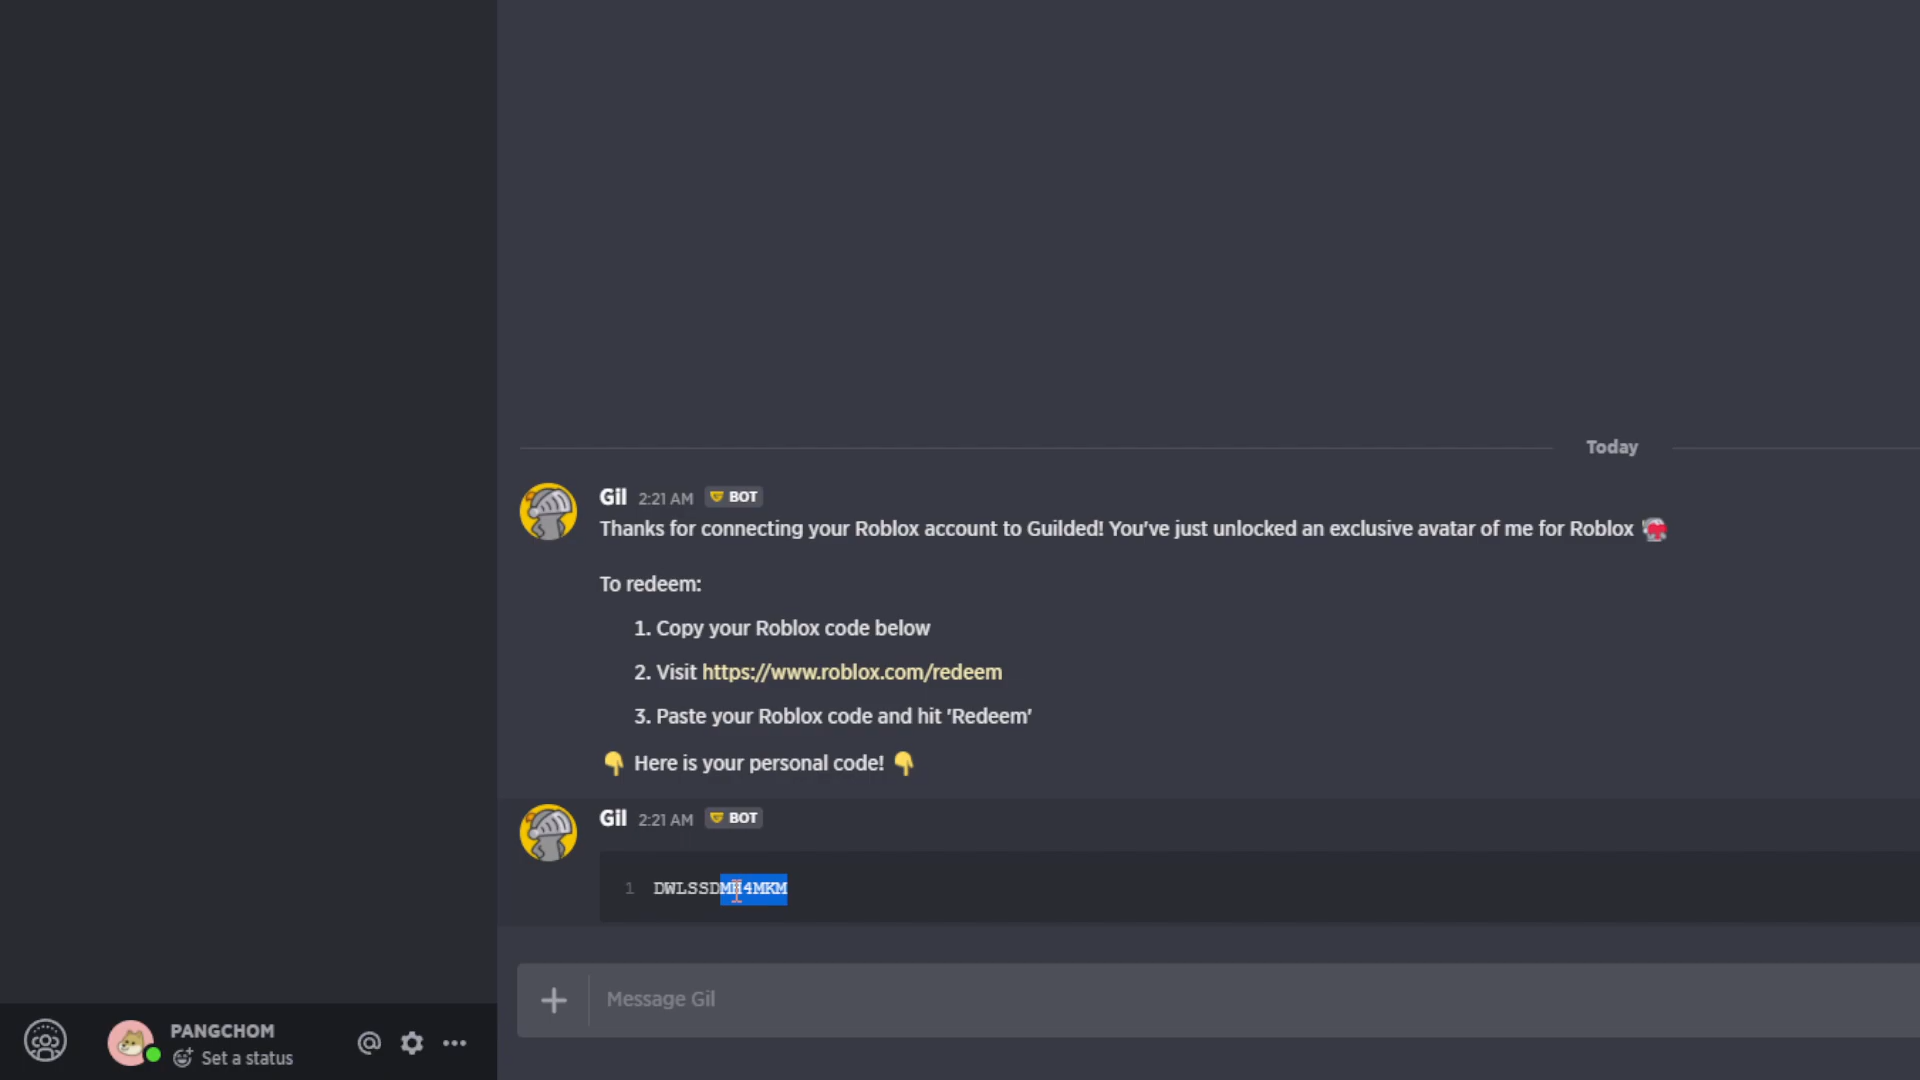 Today
Gil 2:21 AM BOT
Thanks for connecting your Roblox account to Guilded! You've just unlocked an exclusive avatar of me for Roblox
To redeem:
1. Copy your Roblox code below
2. Visit https://www.roblox.com/redeem
3. Paste your Roblox code and hit 'Redeem'
Here is your personal code!
Gil 2:21 AM BOT
1
Message Gil
PANGCHOM
Set a status